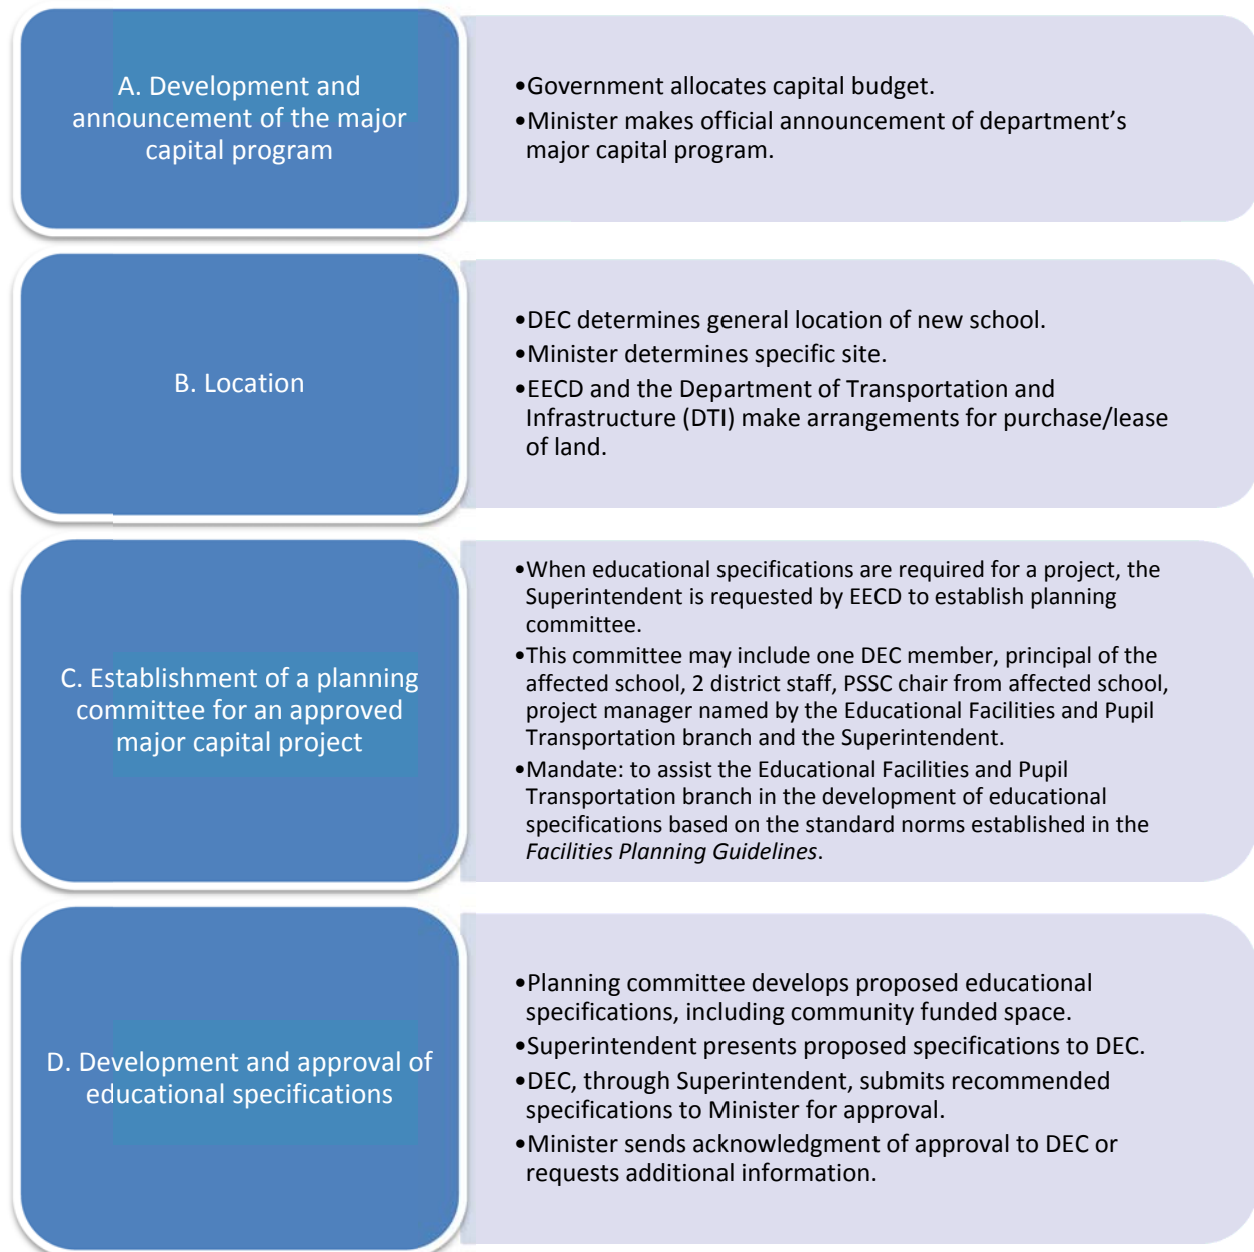 A. Development and
announcement of the major
capital program
•Government allocates capital budget.
•Minister makes official announcement of department's
major capital program.
B. Location
•DEC determines general location of new school.
•Minister determines specific site.
•EECD and the Department of Transportation and
Infrastructure (DTI) make arrangements for purchase/lease
of land.
C. Establishment of a planning
committee for an approved
major capital project
•When educational specifications are required for a project, the
Superintendent is requested by EECD to establish planning
committee.
•This committee may include one DEC member, principal of the
affected school, 2 district staff, PSSC chair from affected school,
project manager named by the Educational Facilities and Pupil
Transportation branch and the Superintendent.
•Mandate: to assist the Educational Facilities and Pupil
Transportation branch in the development of educational
specifications based on the standard norms established in the
Facilities Planning Guidelines.
D. Development and approval of
educational specifications
•Planning committee develops proposed educational
specifications, including community funded space.
•Superintendent presents proposed specifications to DEC.
•DEC, through Superintendent, submits recommended
specifications to Minister for approval.
•Minister sends acknowledgment of approval to DEC or
requests additional information.